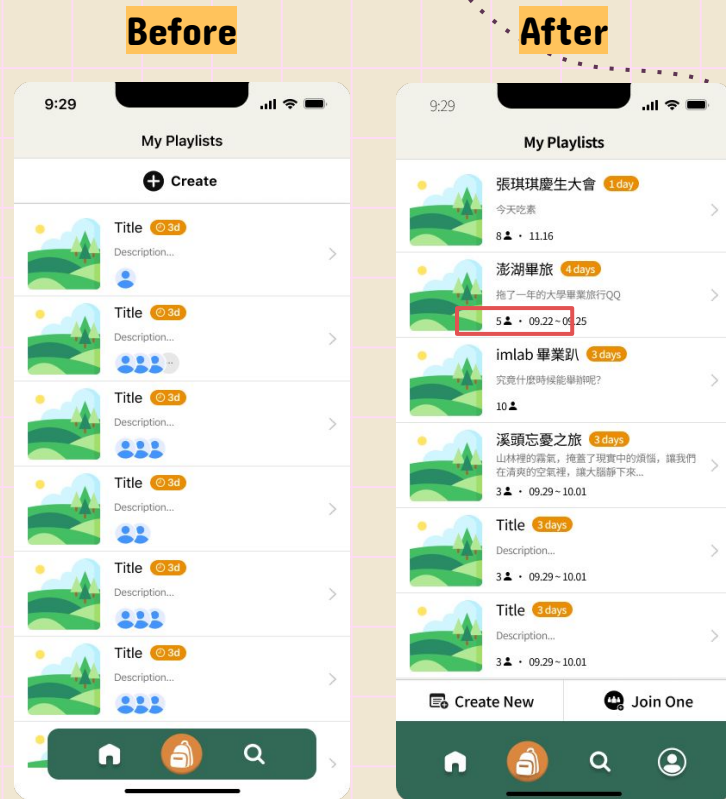 Before
9:29
My Playlists
Create
Title 3d
Description...
Title 3d
Description...
Title 3d
Description...
Title 3d
Description...
Title 3d
Description...
Title 3d
Description...
After
9:29
My Playlists
張琪琪慶生大會 1 day
今天吃素
8 · 11.16
澎湖畢旅 4 days
拖了一年的大學畢業旅行QQ
5 · 09.22 ~ 09.25
imlab 畢業趴 3 days
究竟什麼時候能舉辦呢?
10
溪頭忘憂之旅 3 days
山林裡的霧氣，掩蓋了現實中的煩惱，讓我們
在清爽的空氣裡，讓大腦靜下來...
3 · 09.29 ~ 10.01
Title 3 days
Description...
3 · 09.29 ~ 10.01
Title 3 days
Description...
3 · 09.29 ~ 10.01
Create New
Join One